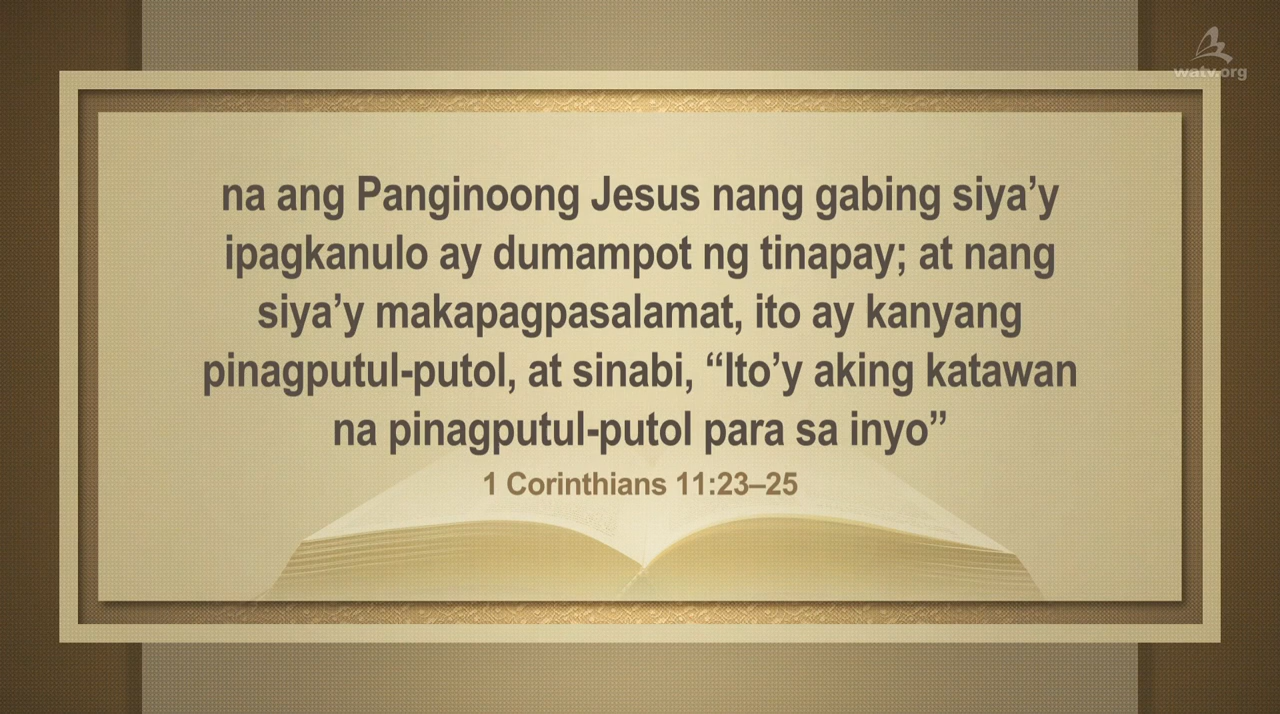 watv.org
na ang Panginoong Jesus nang gabing siya’y
ipagkanulo ay dumampot ng tinapay; at nang
siya’y makapagpasalamat, ito ay kanyang
pinagputul-putol, at sinabi, “Ito’y aking katawan
na pinagputul-putol para sa inyo”
1 Corinthians 11:23–25